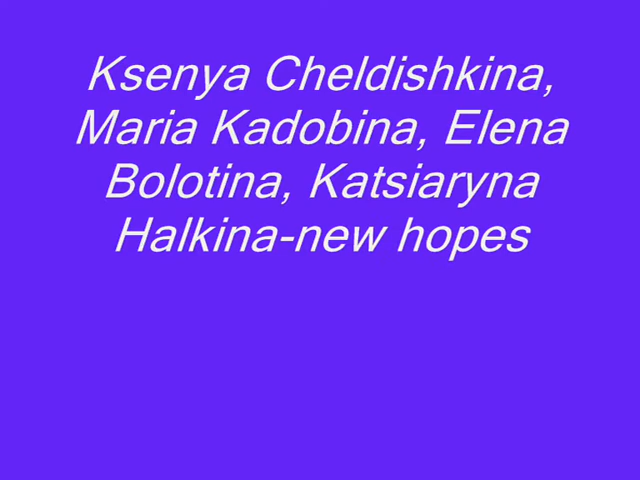 Ksenya Cheldishkina,
Maria Kadobina, Elena
Bolotina, Katsiaryna
Halkina-new hopes